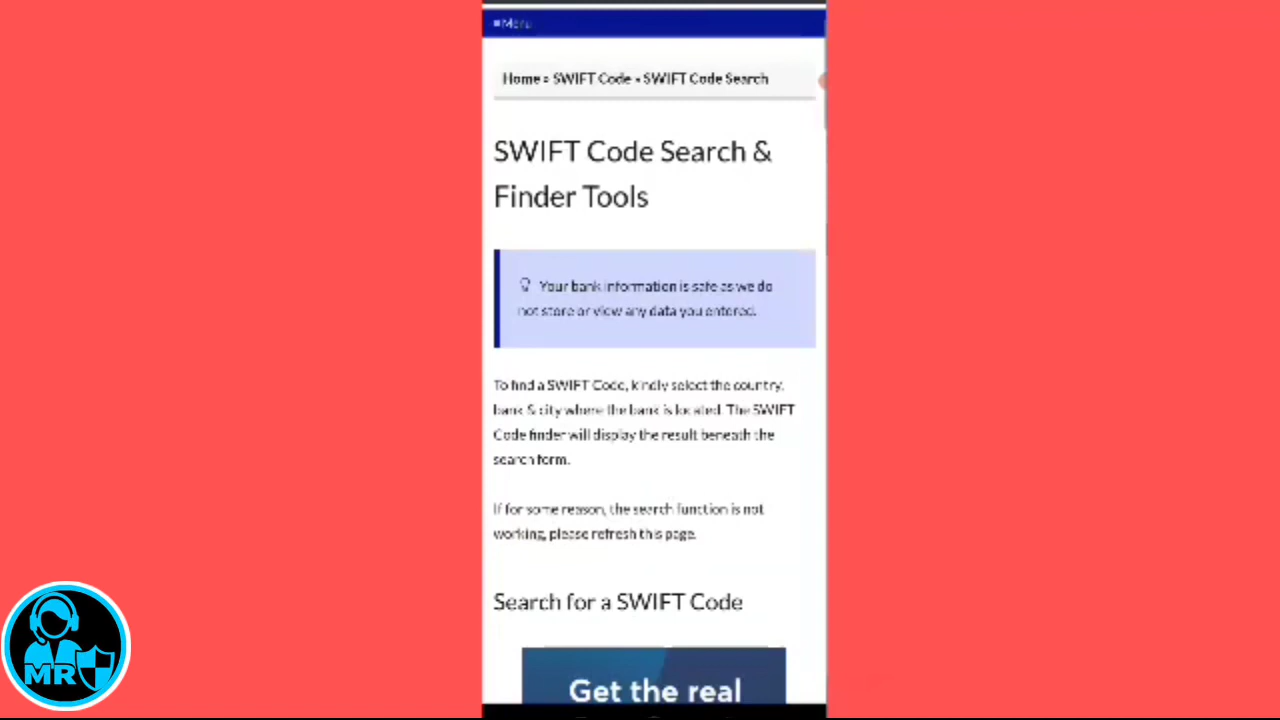 ≡Menu
Home » SWIFT Code » SWIFT Code Search
SWIFT Code Search &
Finder Tools
Your bank information is safe as we do
not store or view any data you entered.
To find a SWIFT Code, kindly select the country,
bank & city where the bank is located. The SWIFT
Code finder will display the result beneath the
search form.
If for some reason, the search function is not
working, please refresh this page.
Search for a SWIFT Code
Get the real
MR